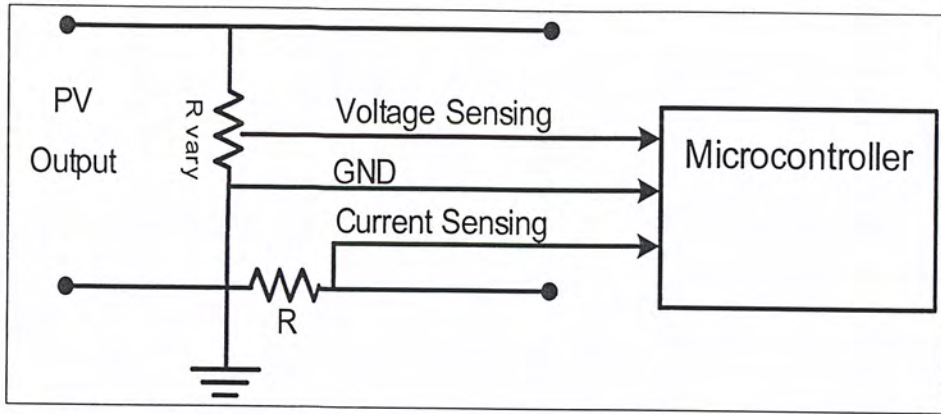 PV
Output
R vary
Voltage Sensing
GND
Current Sensing
R
Microcontroller